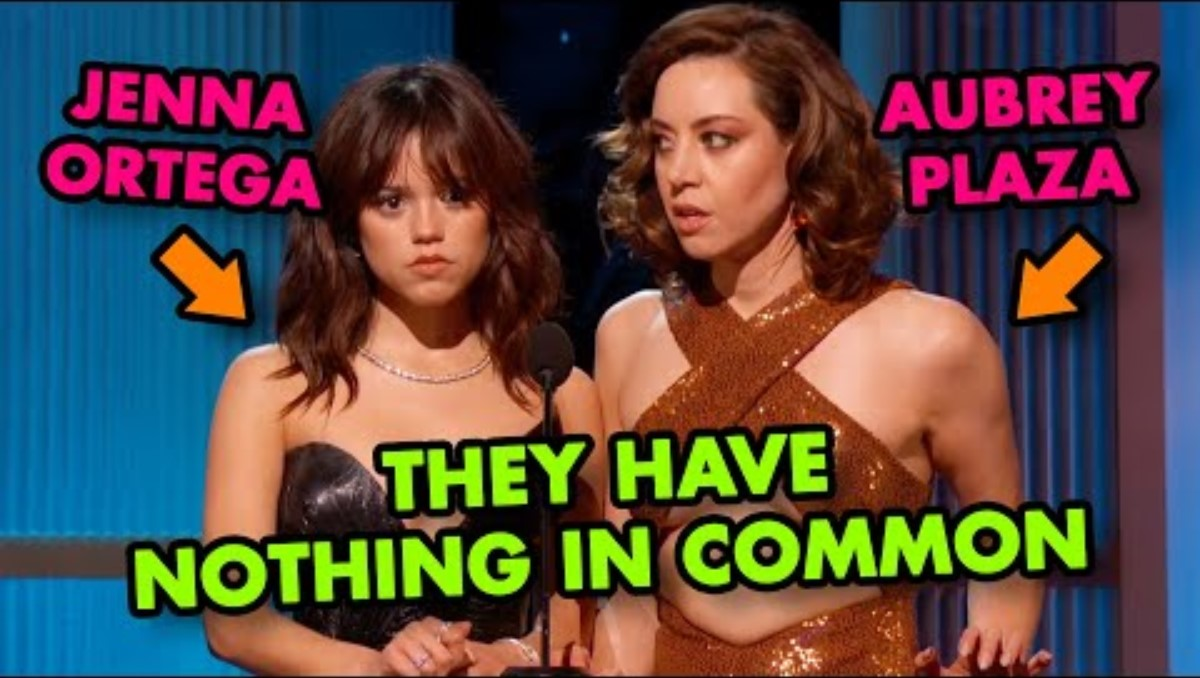 JENNA
ORTEGA
AUBREY
PLAZA
THEY HAVE
NOTHING IN COMMON